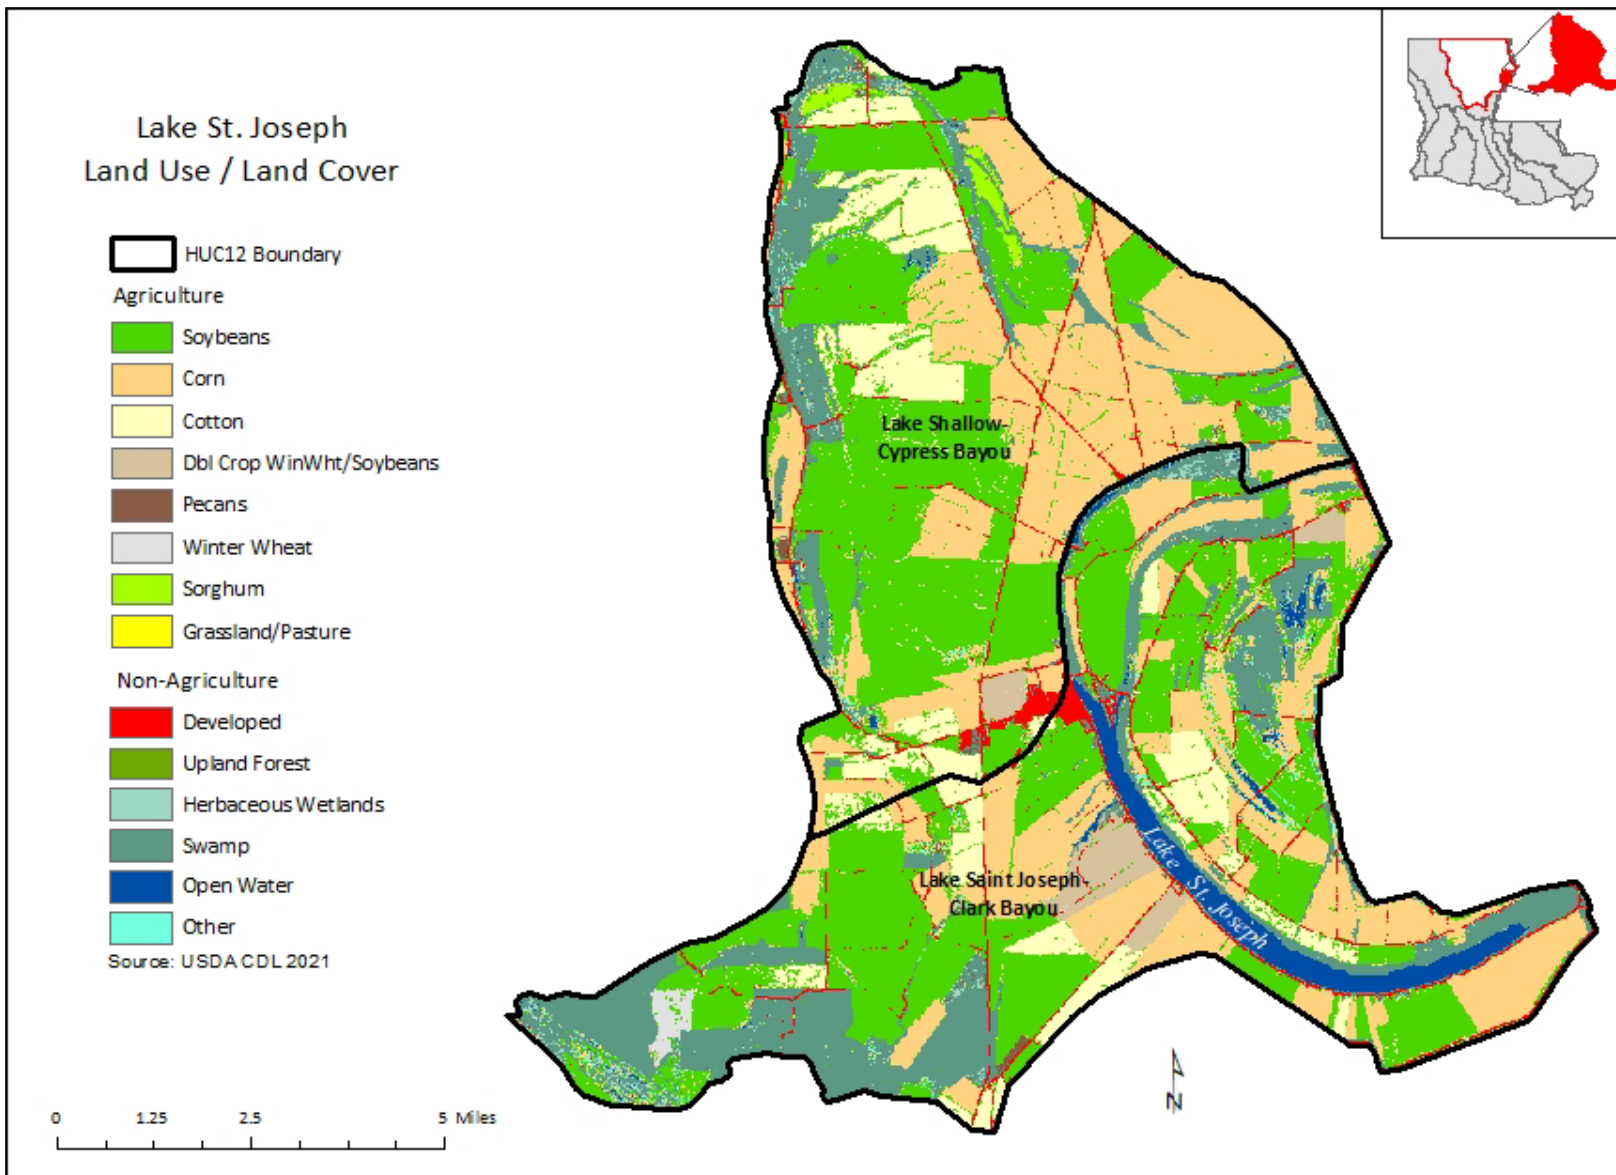 Lake St. Joseph
Land Use / Land Cover
HUC12 Boundary
Agriculture
Soybeans
Corn
Cotton
Dbl Crop WinWht/Soybeans
Pecans
Winter Wheat
Sorghum
Grassland/Pasture
Non-Agriculture
Developed
Upland Forest
Herbaceous Wetlands
Swamp
Open Water
Other
Source: USDA CDL 2021
0 1.25 2.5 5 Miles
Lake Shallow-
Cypress Bayou
Lake Saint Joseph-
Clark Bayou
Lake St. Joseph
N